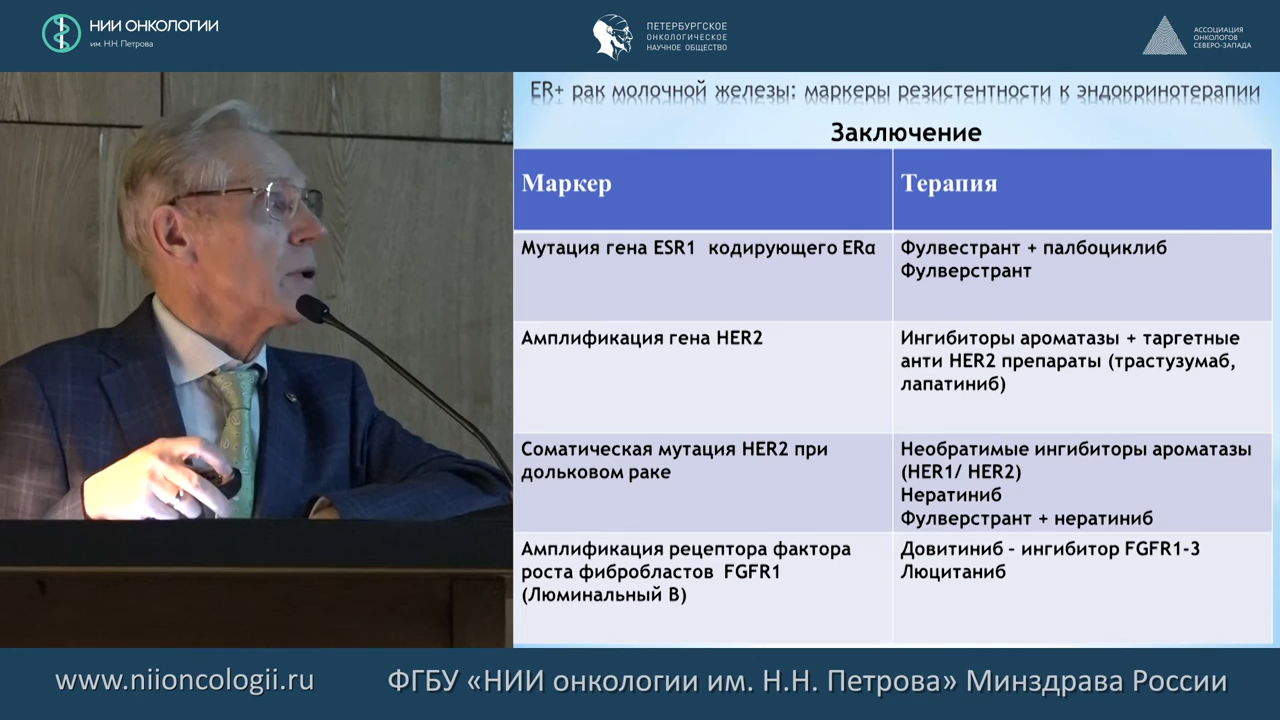 НИИ ОНКОЛОГИИ
им. Н.Н. Петрова
ПЕТЕРБУРГСКОЕ
ОНКОЛОГИЧЕСКОЕ
НАУЧНОЕ ОБЩЕСТВО
АССОЦИАЦИЯ
ОНКОЛОГОВ
СЕВЕРО-ЗАПАДА
ER+ рак молочной железы: маркеры резистентности к эндокринотерапии
Заключение
Маркер
Терапия
Мутация гена ESR1 кодирующего ERα
Фулвестрант + палбоциклиб
Фулверстрант
Амплификация гена HER2
Ингибиторы ароматазы + таргетные
анти HER2 препараты (трастузумаб,
лапатиниб)
Соматическая мутация HER2 при
дольковом раке
Необратимые ингибиторы ароматазы
(HER1/ HER2)
Нератиниб
Фулверстрант + нератиниб
Амплификация рецептора фактора
роста фибробластов FGFR1
(Люминальный В)
Довитиниб – ингибитор FGFR1-3
Люцитаниб
www.niioncologii.ru
ФГБУ «НИИ онкологии им. Н.Н. Петрова» Минздрава России